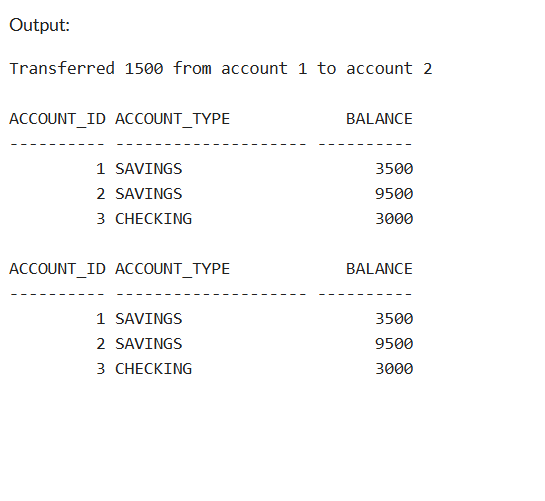 Output:
Transferred 1500 from account 1 to account 2
ACCOUNT_ID ACCOUNT_TYPE            BALANCE
---------- -------------------- ----------
         1 SAVINGS                    3500
         2 SAVINGS                    9500
         3 CHECKING                   3000
ACCOUNT_ID ACCOUNT_TYPE            BALANCE
---------- -------------------- ----------
         1 SAVINGS                    3500
         2 SAVINGS                    9500
         3 CHECKING                   3000